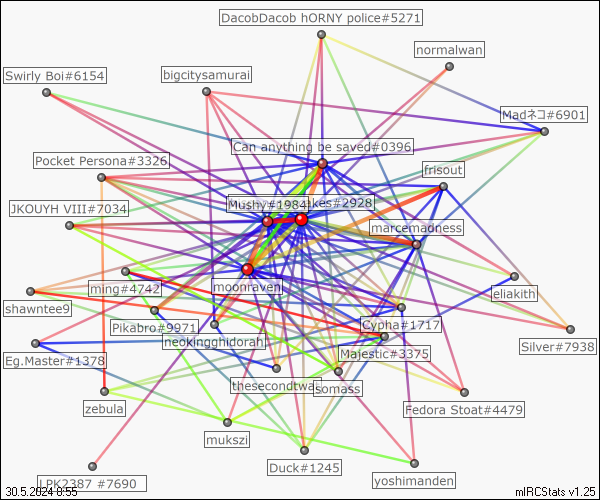 DacobDacob hORNY police#5271
normalwan
Swirly Boi#6154
bigcitysamurai
Madネコ#6901
Can anything be saved#0396
Pocket Persona#3326
frisout
Mushy#1984
akes#2928
JKOUYH VIII#7034
marcemadness
ming#4742
moonraven
eliakith
shawntee9
Pikabro#9971
Cypha#1717
neokingghidorah
Silver#7938
Eg.Master#1378
Majestic#3375
thesecondtwa
somass
Fedora Stoat#4479
zebula
mukszi
Duck#1245
yoshimanden
LPK2387 #7690
30.5.2024 8:55
mIRCStats v1.25